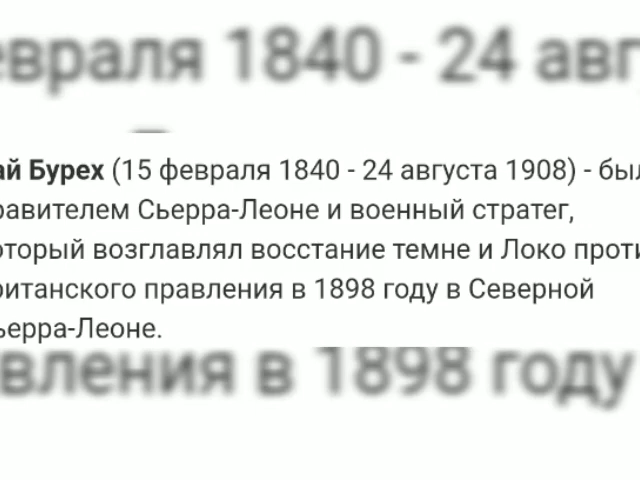 евраля 1840 - 24 авг
ай Бурех (15 февраля 1840 - 24 августа 1908) - был
равителем Сьерра-Леоне и военный стратег,
оторый возглавлял восстание темне и Локо проти
ританского правления в 1898 году в Северной
ьерра-Леоне.
вления в 1898 году